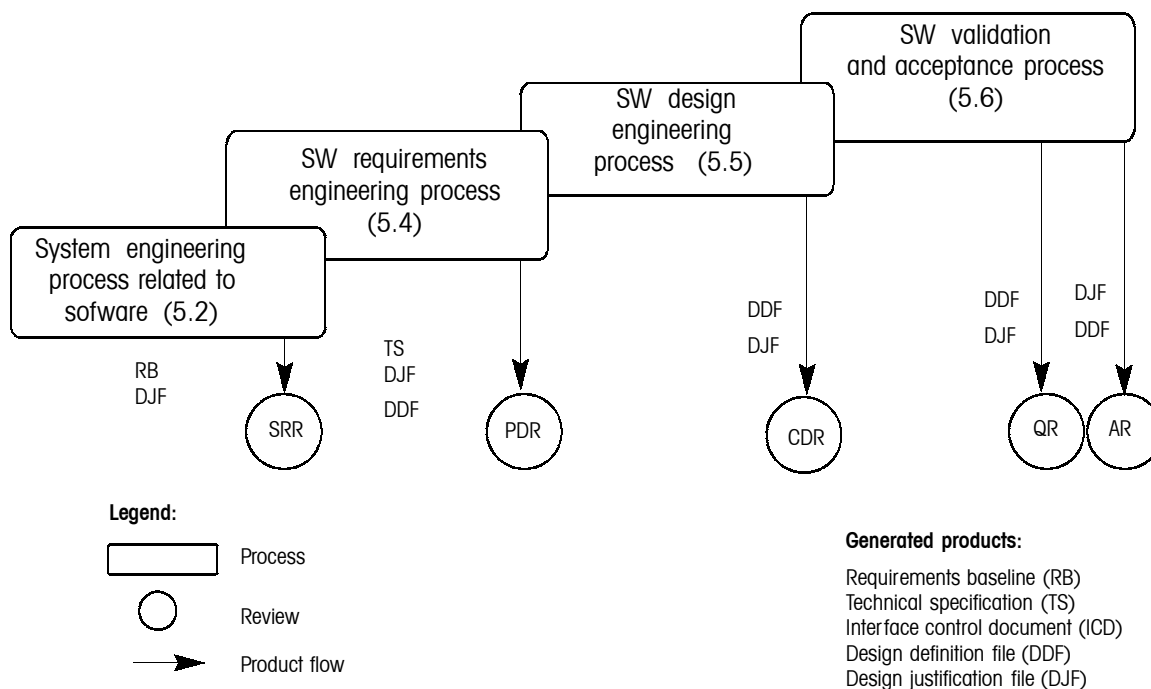 SW validation
and acceptance process
(5.6)
SW design
engineering
process (5.5)
SW requirements
engineering process
(5.4)
System engineering
process related to
sofware (5.2)
RB
DJF
TS
DJF
DDF
DDF
DJF
DDF
DJF
DJF
DDF
SRR
PDR
CDR
QR
AR
Legend:
Process
Review
Product flow
Generated products:
Requirements baseline (RB)
Technical specification (TS)
Interface control document (ICD)
Design definition file (DDF)
Design justification file (DJF)